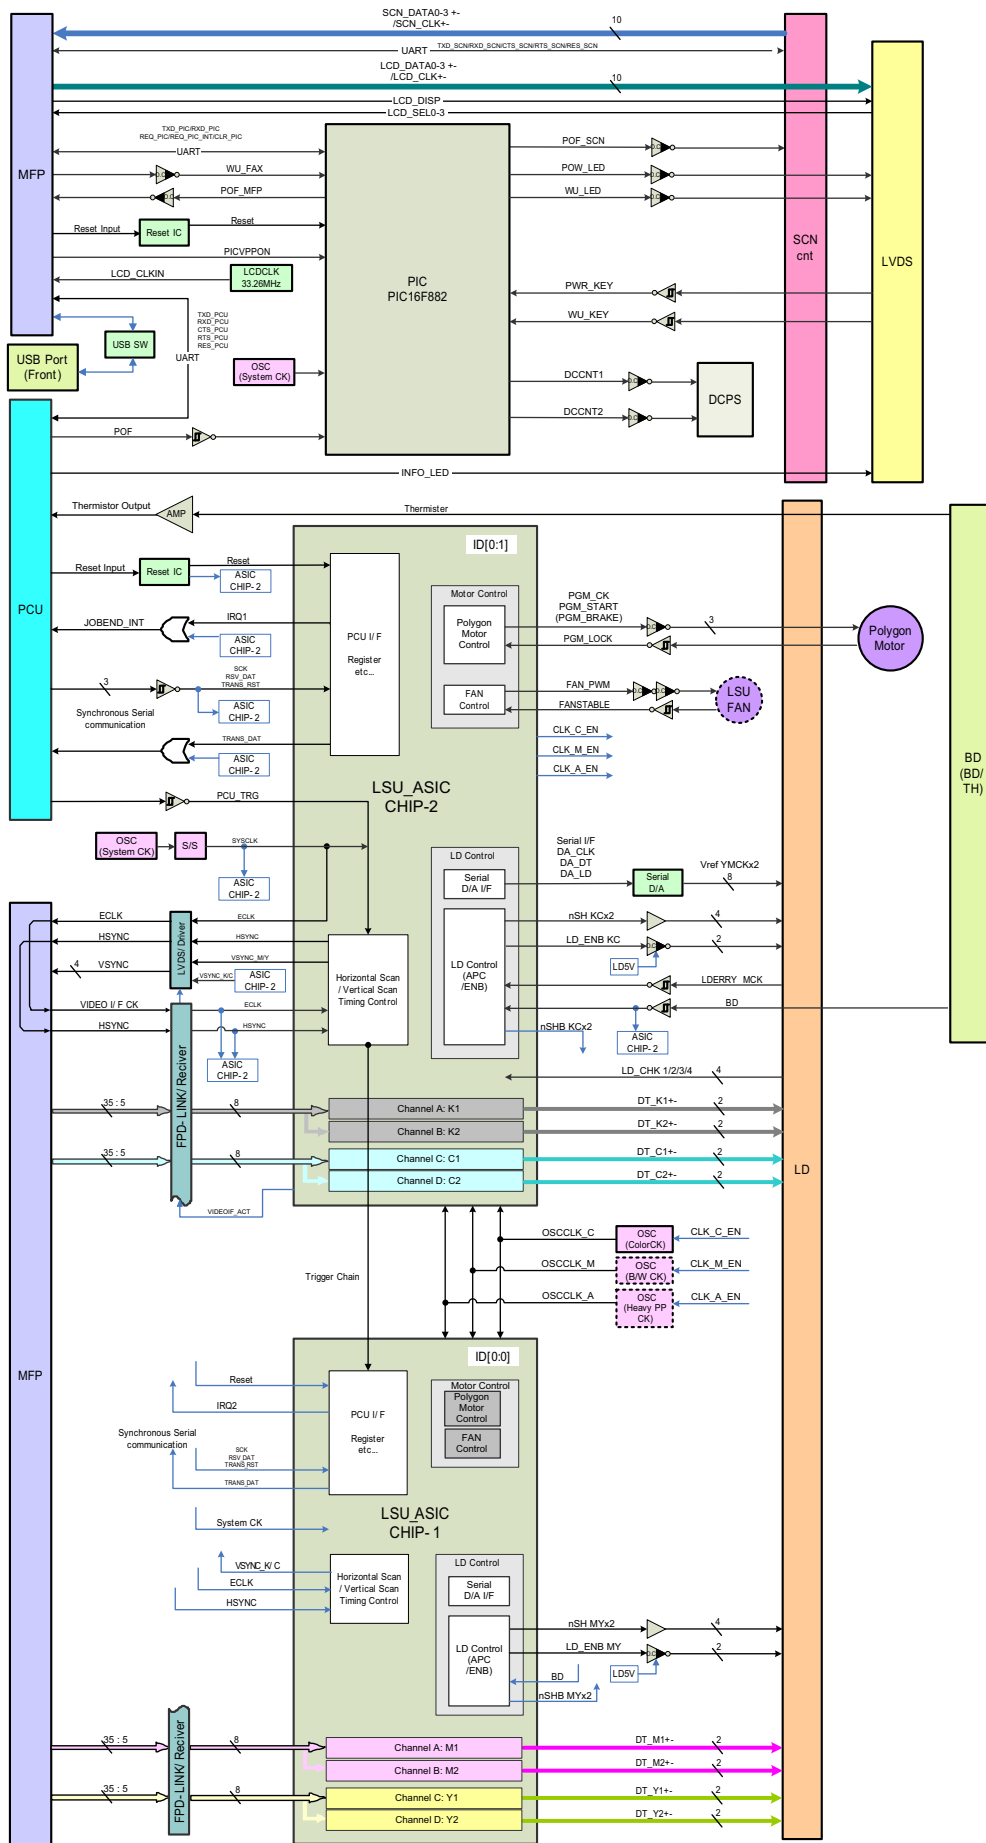 SCN_DATA0-3 +-
/SCN_CLK+-
10
UART
TXD_SCN/RXD_SCN/CTS_SCN/RTS_SCN/RES_SCN
LCD_DATA0-3 +-
/LCD_CLK+-
10
LCD_DISP
LCD_SEL0-3
MFP
TXD_PIC/RXD_PIC
REQ_PIC/REQ_PIC_INT/CLR_PIC
UART
WU_FAX
O.C
POF_MFP
O.C
Reset Input
Reset IC
Reset
PICVPPON
LCD_CLKIN
LCDCLK
33.26MHz
PIC
PIC16F882
POF_SCN
O.C
POW_LED
O.C
WU_LED
O.C
SCN
cnt
LVDS
PWR_KEY
WU_KEY
TXD_PCU
RXD_PCU
CTS_PCU
RTS_PCU
RES_PCU
UART
USB SW
USB Port
(Front)
OSC
(System CK)
DCCNT1
O.C
DCCNT2
O.C
DCPS
POF
INFO_LED
PCU
Thermistor Output
AMP
Thermister
ID[0:1]
Reset Input
Reset IC
Reset
ASIC
CHIP- 2
JOBEND_INT
IRQ1
ASIC
CHIP- 2
PCU I/ F
Register
etc...
Motor Control
Polygon
Motor
Control
FAN
Control
PGM_CK
PGM_START
(PGM_BRAKE)
O.C
3
PGM_LOCK
Polygon
Motor
FAN_PWM
O.C
O.C
FANSTABLE
LSU
FAN
3
SCK
RSV_DAT
TRANS_RST
Synchronous Serial
communication
ASIC
CHIP- 2
TRANS_DAT
ASIC
CHIP- 2
CLK_C_EN
CLK_M_EN
CLK_A_EN
BD
(BD/
TH)
LSU_ASIC
CHIP-2
PCU_TRG
OSC
(System CK)
S/S
SYSCLK
ASIC
CHIP- 2
LD Control
Serial
D/A I/F
Serial I/F
DA_CLK
DA_DT
DA_LD
Serial
D/A
Vref YMCKx2
8
ECLK
HSYNC
VSYNC
4
LVDS/ Driver
ECLK
HSYNC
VSYNC_M/Y
VSYNC_K/C
ASIC
CHIP- 2
Horizontal Scan
/ Vertical Scan
Timing Control
LD Control
(APC
/ENB)
nSH KCx2
4
LD_ENB KC
O.C
2
LD5V
LDERRY_MCK
BD
nSHB KCx2
ASIC
CHIP- 2
VIDEO I/ F CK
HSYNC
ECLK
HSYNC
ASIC
CHIP- 2
FPD- LINK/ Reciver
LD_CHK 1/2/3/4
4
35 : 5
8
Channel A: K1
DT_K1+-
2
Channel B: K2
DT_K2+-
2
35 : 5
8
Channel C: C1
DT_C1+-
2
Channel D: C2
DT_C2+-
2
LD
VIDEOIF_ACT
OSCCLK_C
OSC
(ColorCK)
CLK_C_EN
OSCCLK_M
OSC
(B/W CK)
CLK_M_EN
OSCCLK_A
OSC
(Heavy PP
CK)
CLK_A_EN
Trigger Chain
MFP
ID[0:0]
Reset
IRQ2
Synchronous Serial
communication
SCK
RSV_DAT
TRANS_RST
TRANS_DAT
PCU I/ F
Register
etc...
Motor Control
Polygon
Motor
Control
FAN
Control
System CK
LSU_ASIC
CHIP- 1
VSYNC_K/ C
ECLK
HSYNC
Horizontal Scan
/ Vertical Scan
Timing Control
LD Control
Serial
D/A I/F
LD Control
(APC
/ENB)
nSH MYx2
4
LD_ENB MY
O.C
2
BD
LD5V
nSHB MYx2
FPD- LINK/ Reciver
35 : 5
8
Channel A: M1
DT_M1+-
2
Channel B: M2
DT_M2+-
2
35 : 5
8
Channel C: Y1
DT_Y1+-
2
Channel D: Y2
DT_Y2+-
2